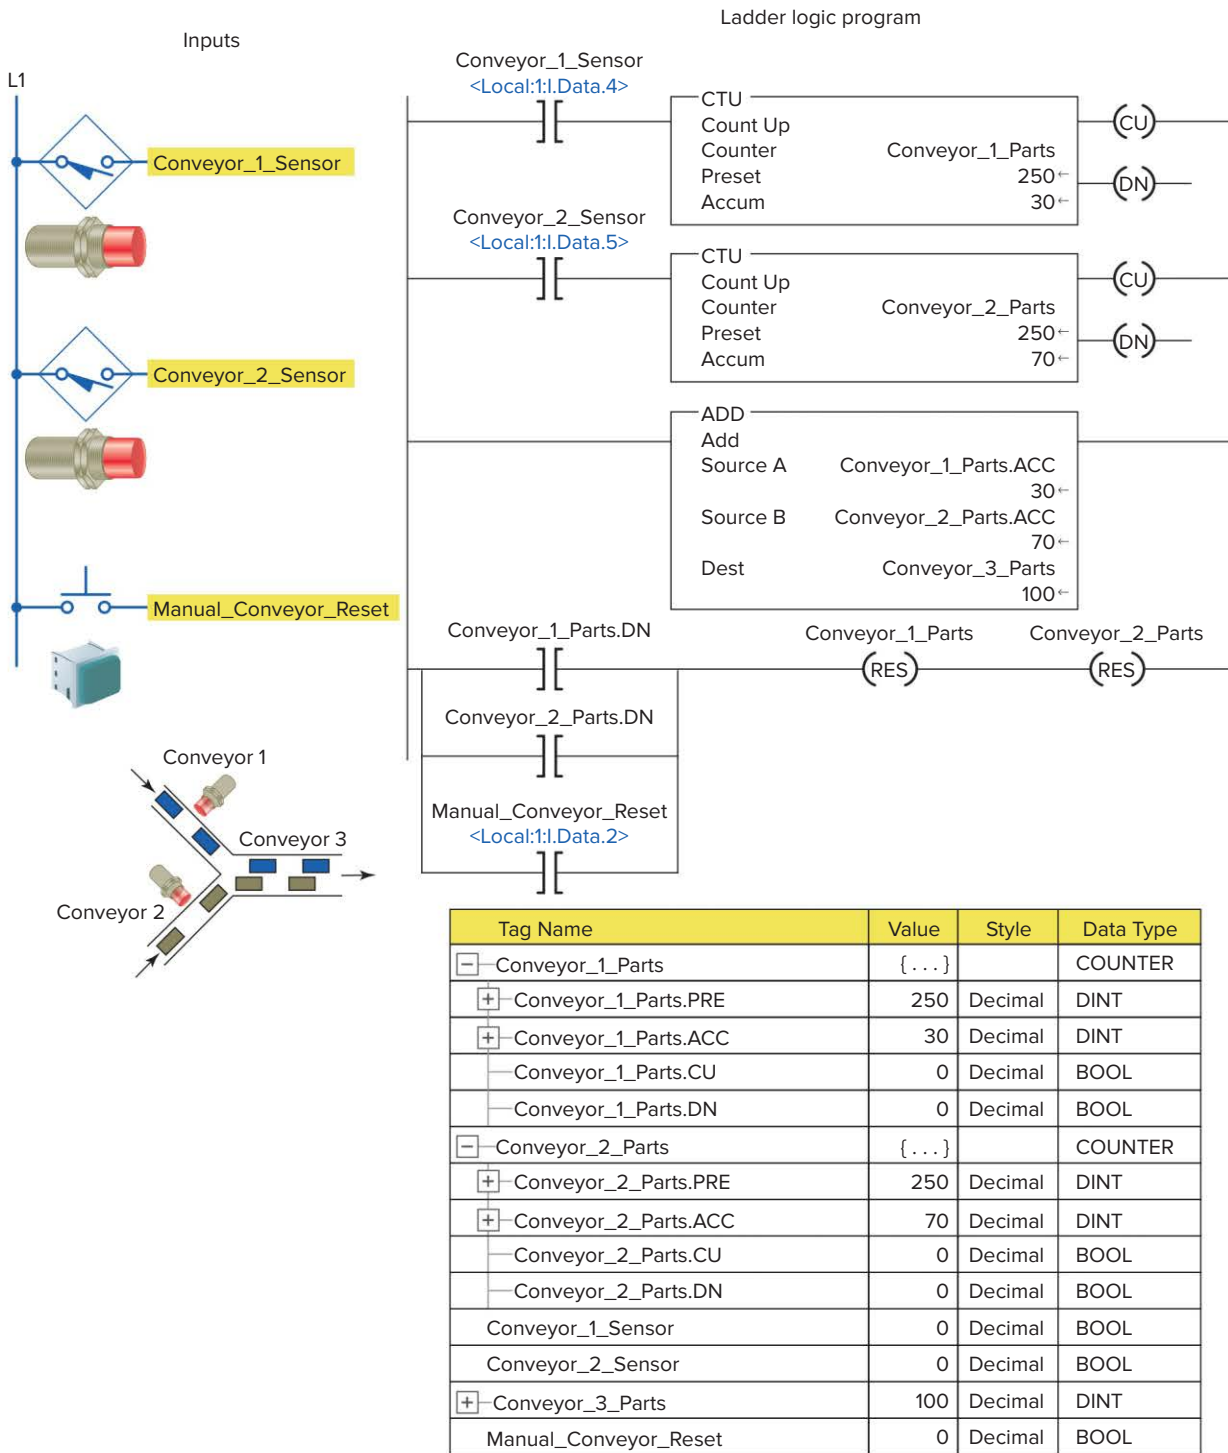 Ladder logic program
Inputs
L1
Conveyor_1_Sensor
Conveyor_2_Sensor
Manual_Conveyor_Reset
Conveyor_1_Sensor
<Local:1:I.Data.4>
CTU
Count Up
Counter Conveyor_1_Parts
Preset 250←
Accum 30←
CU
DN
Conveyor_2_Sensor
<Local:1:I.Data.5>
CTU
Count Up
Counter Conveyor_2_Parts
Preset 250←
Accum 70←
CU
DN
ADD
Add
Source A Conveyor_1_Parts.ACC
30←
Source B Conveyor_2_Parts.ACC
70←
Dest Conveyor_3_Parts
100←
Conveyor_1_Parts.DN
Conveyor_1_Parts
RES
Conveyor_2_Parts
RES
Conveyor_2_Parts.DN
Manual_Conveyor_Reset
<Local:1:I.Data.2>
Conveyor 1
Conveyor 3
Conveyor 2
Tag Name Value Style Data Type
Conveyor_1_Parts {...} COUNTER
Conveyor_1_Parts.PRE 250 Decimal DINT
Conveyor_1_Parts.ACC 30 Decimal DINT
Conveyor_1_Parts.CU 0 Decimal BOOL
Conveyor_1_Parts.DN 0 Decimal BOOL
Conveyor_2_Parts {...} COUNTER
Conveyor_2_Parts.PRE 250 Decimal DINT
Conveyor_2_Parts.ACC 70 Decimal DINT
Conveyor_2_Parts.CU 0 Decimal BOOL
Conveyor_2_Parts.DN 0 Decimal BOOL
Conveyor_1_Sensor 0 Decimal BOOL
Conveyor_2_Sensor 0 Decimal BOOL
Conveyor_3_Parts 100 Decimal DINT
Manual_Conveyor_Reset 0 Decimal BOOL